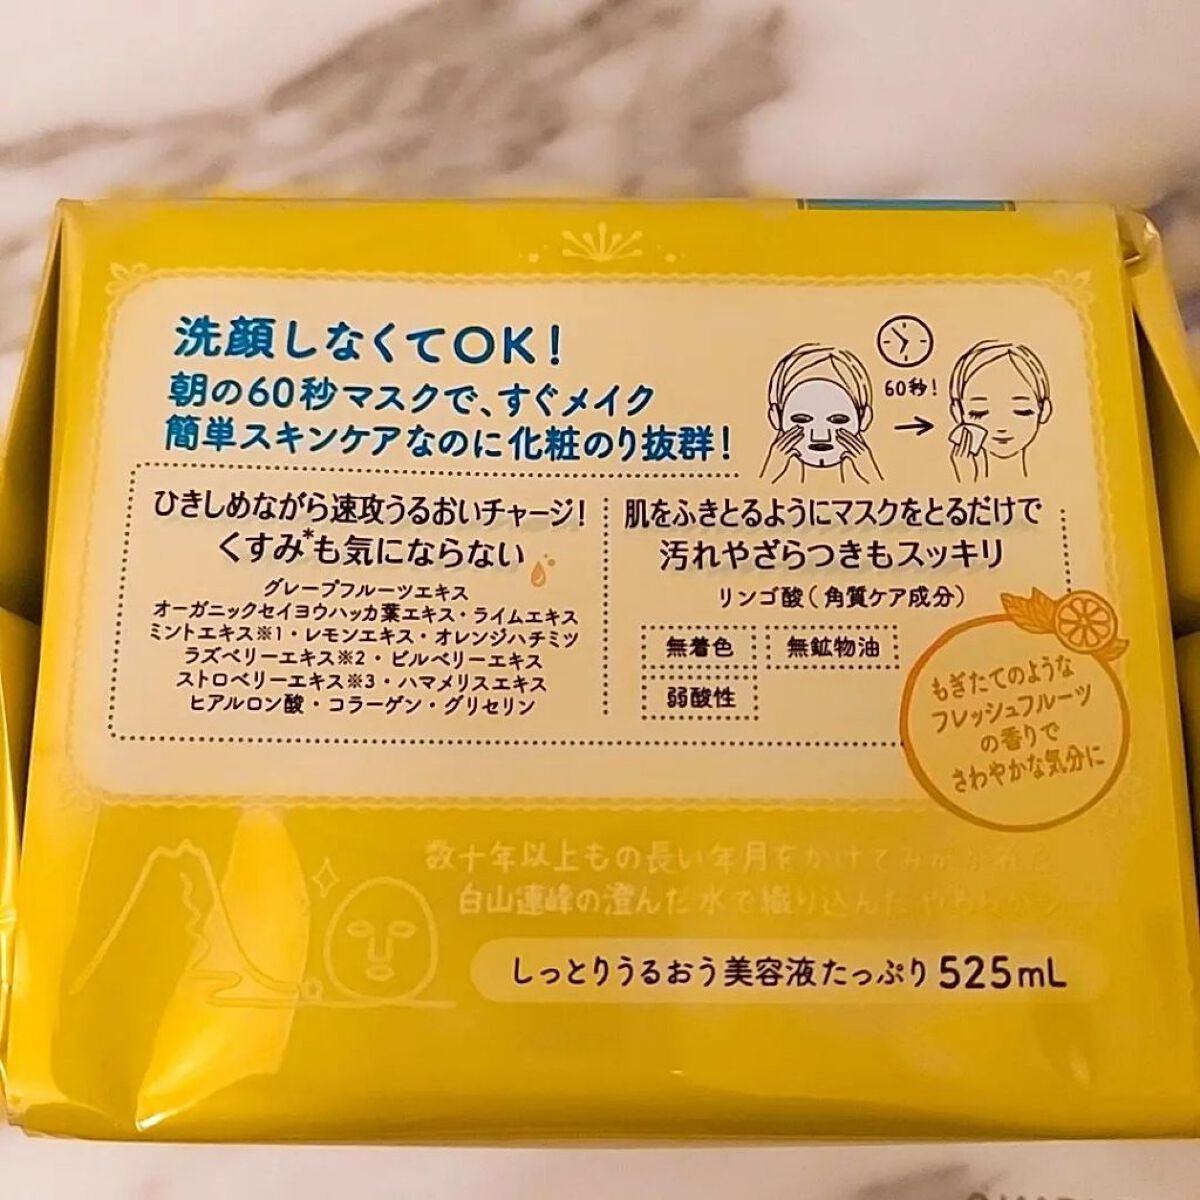 洗顔しなくてOK!
朝の60秒マスクで、すぐメイク
簡単スキンケアなのに化粧のり抜群!
60秒!
ひきしめながら速攻うるおいチャージ!
くすみ*も気にならない
グレープフルーツエキス
オーガニックセイヨウハッカ葉エキス・ライムエキス
ミントエキス※1・レモンエキス・オレンジハチミツ
ラズベリーエキス※2・ビルベリーエキス
ストロベリーエキス※3・ハマメリスエキス
ヒアルロン酸・コラーゲン・グリセリン
肌をふきとるようにマスクをとるだけで
汚れやざらつきもスッキリ
リンゴ酸(角質ケア成分)
無着色
無鉱物油
弱酸性
もぎたてのような
フレッシュフルーツ
の香りで
さわやかな気分に
数十年以上もの長い年月をかけてみがかれた
白山連峰の澄んだ水で織り込んだ
しっとりうるおう美容液たっぷり525mL